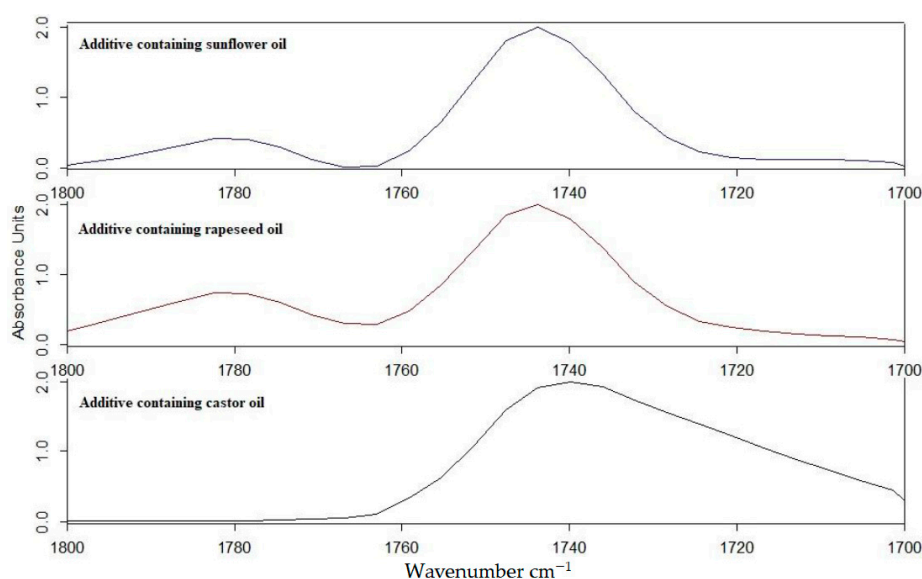 2.0
Additive containing sunflower oil
1.0
0.0
1800 1780 1760 1740 1720 1700
2.0
Additive containing rapeseed oil
1.0
0.0
1800 1780 1760 1740 1720 1700
2.0
Additive containing castor oil
1.0
0.0
1800 1780 1760 1740 1720 1700
Absorbance Units
Wavenumber cm⁻¹